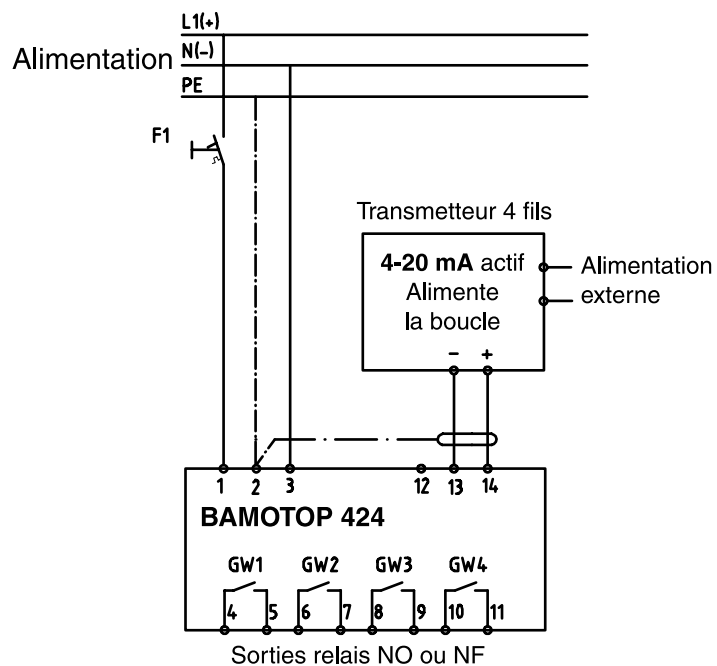 L1(+)
Alimentation
N(–)
PE
F1
Transmetteur 4 fils
4-20 mA actif
Alimente
la boucle
Alimentation
externe
– +
1 2 3 12 13 14
BAMOTOP 424
GW1 GW2 GW3 GW4
4 5 6 7 8 9 10 11
Sorties relais NO ou NF